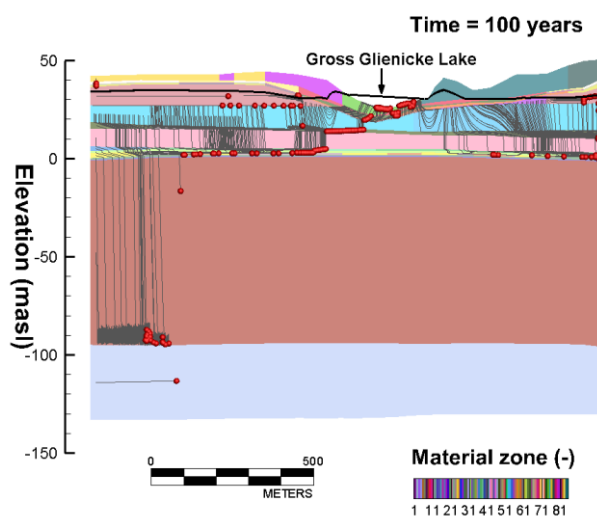 Time = 100 years
Gross Glienicke Lake
Elevation (masl)
50
0
-50
-100
-150
0 500
METERS
Material zone (-)
1 11 21 31 41 51 61 71 81